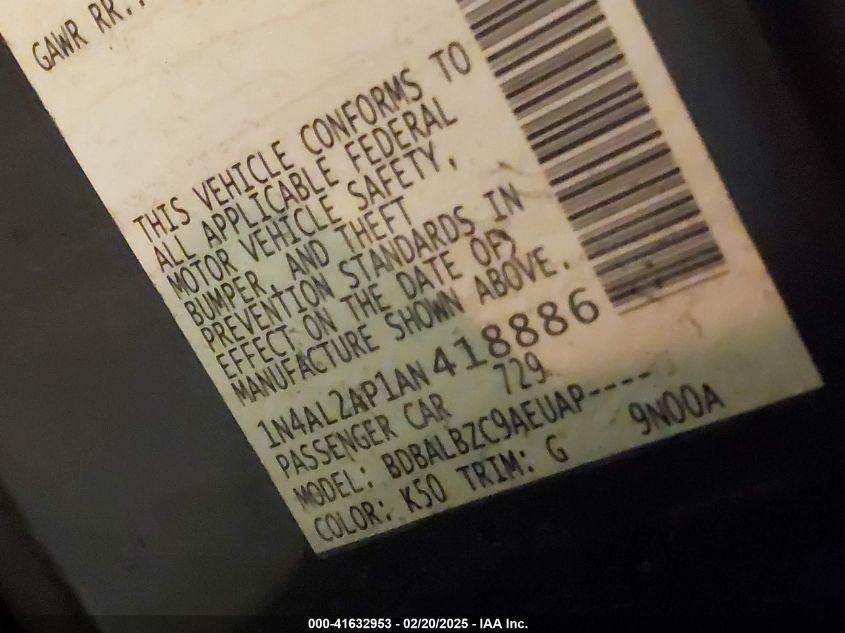 GAWR RR..
THIS VEHICLE CONFORMS TO
ALL APPLICABLE FEDERAL
MOTOR VEHICLE SAFETY,
BUMPER, AND THEFT
PREVENTION STANDARDS IN
EFFECT ON THE DATE OF
MANUFACTURE SHOWN ABOVE.
1N4AL2AP1AN418886
PASSENGER CAR 729
MODEL: BDBALBZC9AEUAP----
COLOR: K50 TRIM: G 9N00A
000-41632953 - 02/20/2025 - IAA Inc.